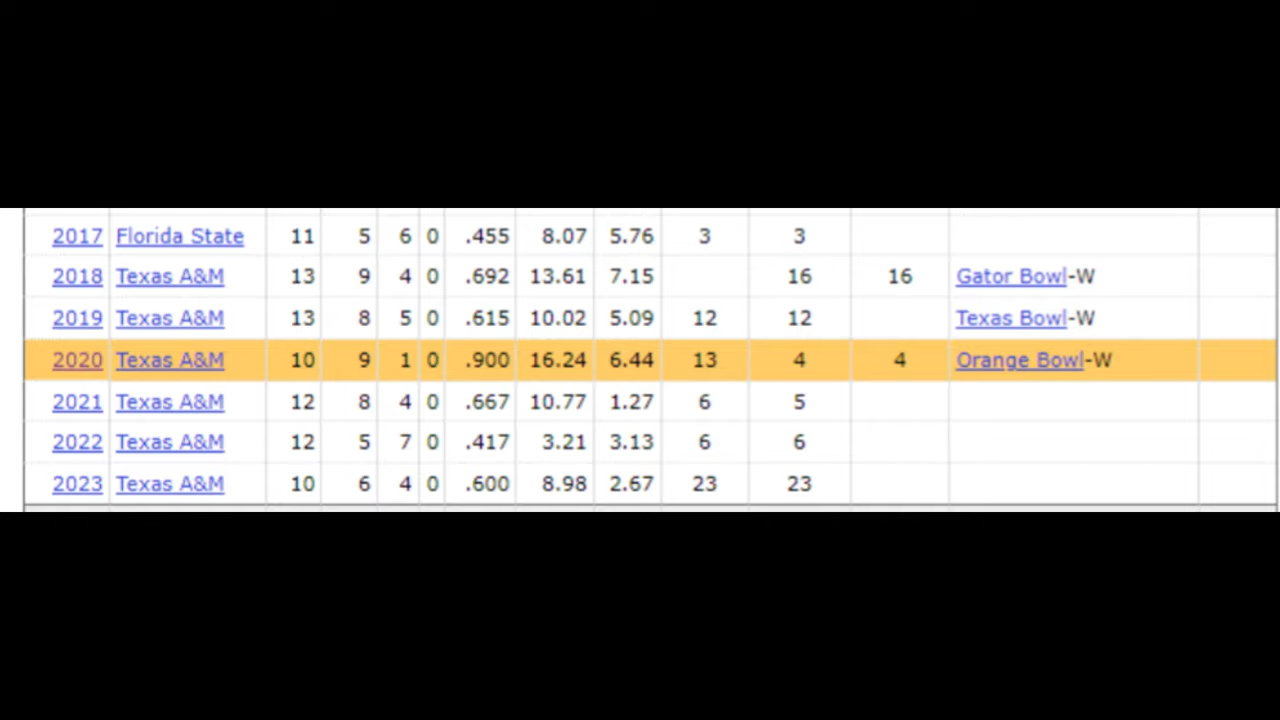 2017 Florida State 11 5 6 0 .455 8.07 5.76 3 3
2018 Texas A&M 13 9 4 0 .692 13.61 7.15 16 16 Gator Bowl-W
2019 Texas A&M 13 8 5 0 .615 10.02 5.09 12 12 Texas Bowl-W
2020 Texas A&M 10 9 1 0 .900 16.24 6.44 13 4 4 Orange Bowl-W
2021 Texas A&M 12 8 4 0 .667 10.77 1.27 6 5
2022 Texas A&M 12 5 7 0 .417 3.21 3.13 6 6
2023 Texas A&M 10 6 4 0 .600 8.98 2.67 23 23